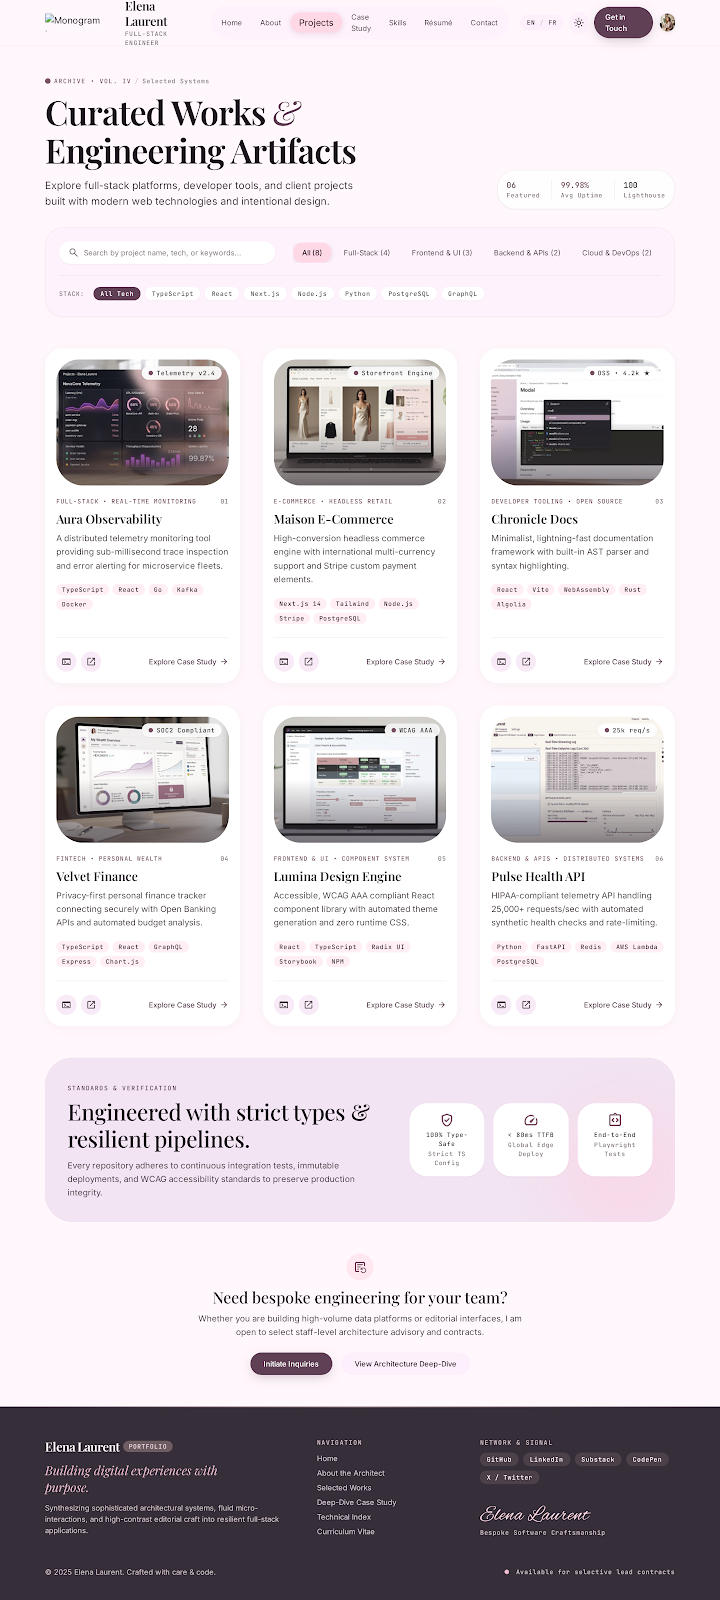 Monogram
Elena
Laurent
FULL-STACK
ENGINEER
Home
About
Projects
Case
Study
Skills
Résumé
Contact
EN / FR
Get in
Touch
ARCHIVE • VOL. IV / Selected Systems
Curated Works &
Engineering Artifacts
Explore full-stack platforms, developer tools, and client projects
built with modern web technologies and intentional design.
06
Featured
99.98%
Avg Uptime
100
Lighthouse
Search by project name, tech, or keywords...
All (8)
Full-Stack (4)
Frontend & UI (3)
Backend & APIs (2)
Cloud & DevOps (2)
STACK:
All Tech
TypeScript
React
Next.js
Node.js
Python
PostgreSQL
GraphQL
Telemetry v2.4
NovaCore Telemetry
28
99.87%
FULL-STACK • REAL-TIME MONITORING
01
Aura Observability
A distributed telemetry monitoring tool
providing sub-millisecond trace inspection
and error alerting for microservice fleets.
TypeScript
React
Go
Kafka
Docker
Explore Case Study →
Storefront Engine
E-COMMERCE • HEADLESS RETAIL
02
Maison E-Commerce
High-conversion headless commerce
engine with international multi-currency
support and Stripe custom payment
elements.
Next.js 14
Tailwind
Node.js
Stripe
PostgreSQL
Explore Case Study →
OSS • 4.2k ★
Modal
DEVELOPER TOOLING • OPEN SOURCE
03
Chronicle Docs
Minimalist, lightning-fast documentation
framework with built-in AST parser and
syntax highlighting.
React
Vite
WebAssembly
Rust
Algolia
Explore Case Study →
SOC2 Compliant
FINTECH • PERSONAL WEALTH
04
Velvet Finance
Privacy-first personal finance tracker
connecting securely with Open Banking
APIs and automated budget analysis.
TypeScript
React
GraphQL
Express
Chart.js
Explore Case Study →
WCAG AAA
FRONTEND & UI • COMPONENT SYSTEM
05
Lumina Design Engine
Accessible, WCAG AAA compliant React
component library with automated theme
generation and zero runtime CSS.
React
TypeScript
Radix UI
Storybook
NPM
Explore Case Study →
25k req/s
BACKEND & APIS • DISTRIBUTED SYSTEMS
06
Pulse Health API
HIPAA-compliant telemetry API handling
25,000+ requests/sec with automated
synthetic health checks and rate-limiting.
Python
FastAPI
Redis
AWS Lambda
PostgreSQL
Explore Case Study →
STANDARDS & VERIFICATION
Engineered with strict types &
resilient pipelines.
Every repository adheres to continuous integration tests, immutable
deployments, and WCAG accessibility standards to preserve production
integrity.
100% Type-
Safe
Strict TS
Config
< 80ms TTFB
Global Edge
Deploy
End-to-End
Playwright
Tests
Need bespoke engineering for your team?
Whether you are building high-volume data platforms or editorial interfaces, I am
open to select staff-level architecture advisory and contracts.
Initiate Inquiries
View Architecture Deep-Dive
Elena Laurent
PORTFOLIO
Building digital experiences with
purpose.
Synthesizing sophisticated architectural systems, fluid micro-
interactions, and high-contrast editorial craft into resilient full-stack
applications.
NAVIGATION
Home
About the Architect
Selected Works
Deep-Dive Case Study
Technical Index
Curriculum Vitae
NETWORK & SIGNAL
GitHub
LinkedIn
Substack
CodePen
X / Twitter
Elena Laurent
Bespoke Software Craftsmanship
© 2025 Elena Laurent. Crafted with care & code.
Available for selective lead contracts